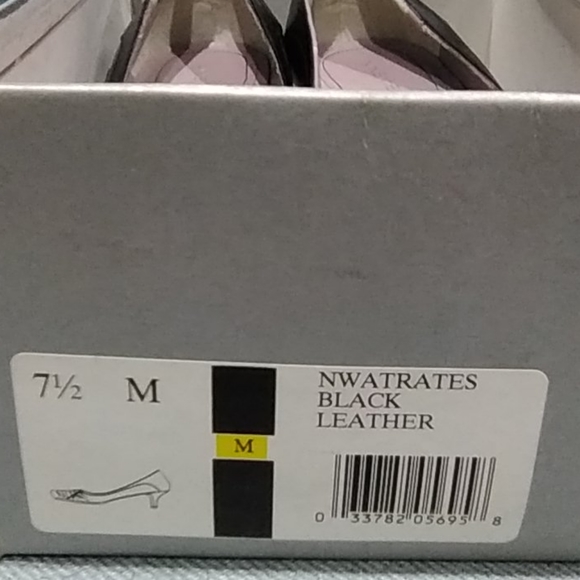 7½ M
M
NWATRATES
BLACK
LEATHER
0 33782 05695 8